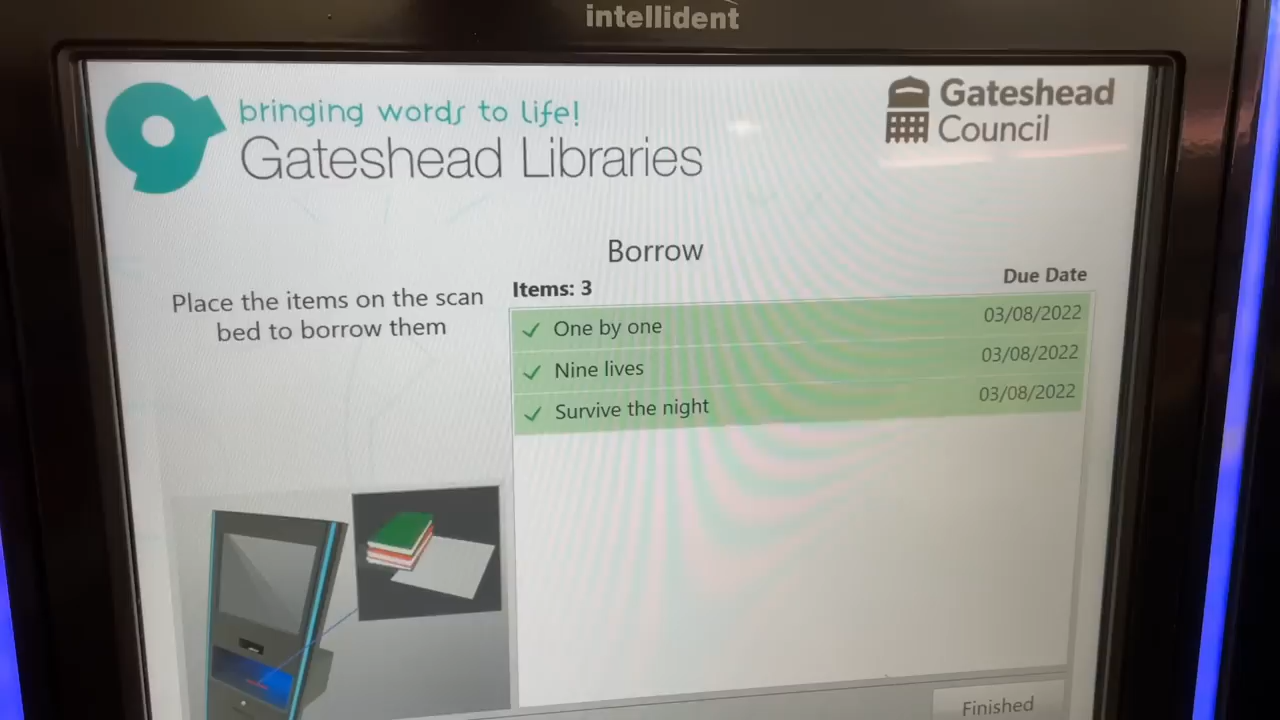 intellident
bringing words to life!
Gateshead Libraries
Gateshead
Council
Borrow
Place the items on the scan
bed to borrow them
Items: 3
Due Date
One by one 03/08/2022
Nine lives 03/08/2022
Survive the night 03/08/2022
Finished